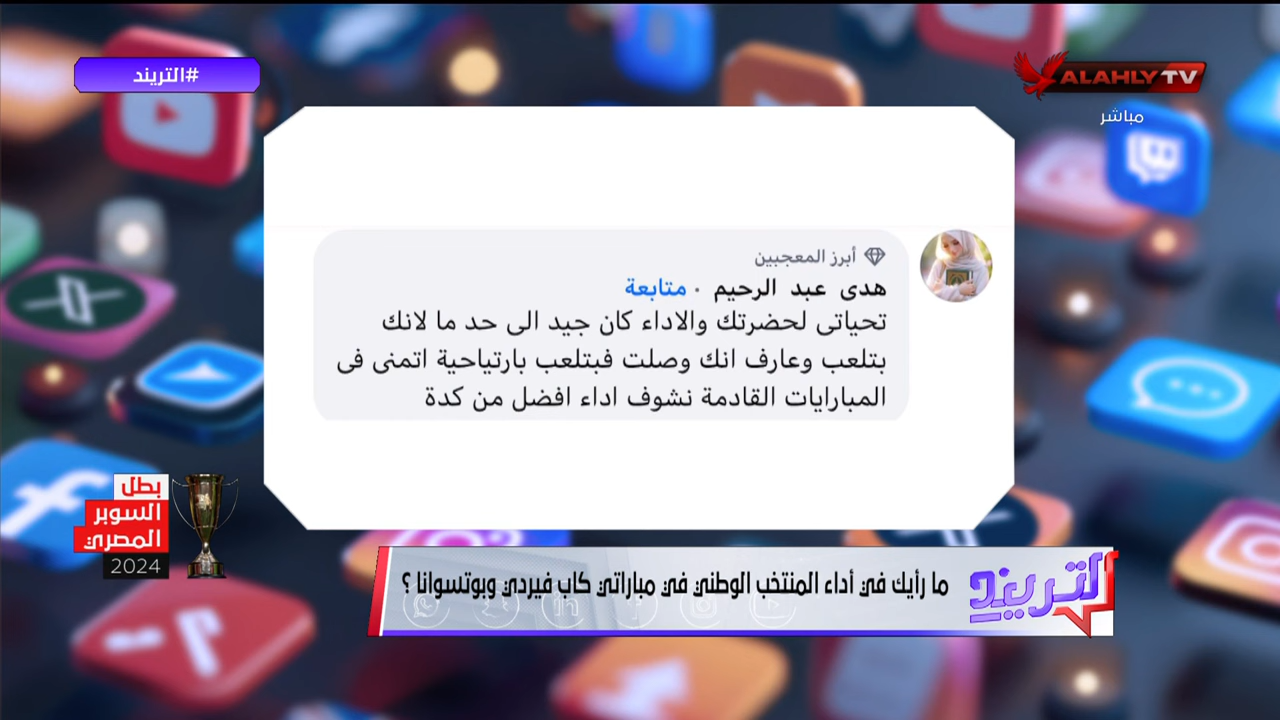 #التريند
ALAHLY TV
مباشر
أبرز المعجبين
هدى عبد الرحيم · متابعة
تحياتى لحضرتك والاداء كان جيد الى حد ما لانك
بتلعب وعارف انك وصلت فبتلعب بارتياحية اتمنى فى
المبارايات القادمة نشوف اداء افضل من كدة
بطل
السوبر
المصري
2024
التريند
ما رأيك في أداء المنتخب الوطني في مباراتي كاب فيردي وبوتسوانا ؟